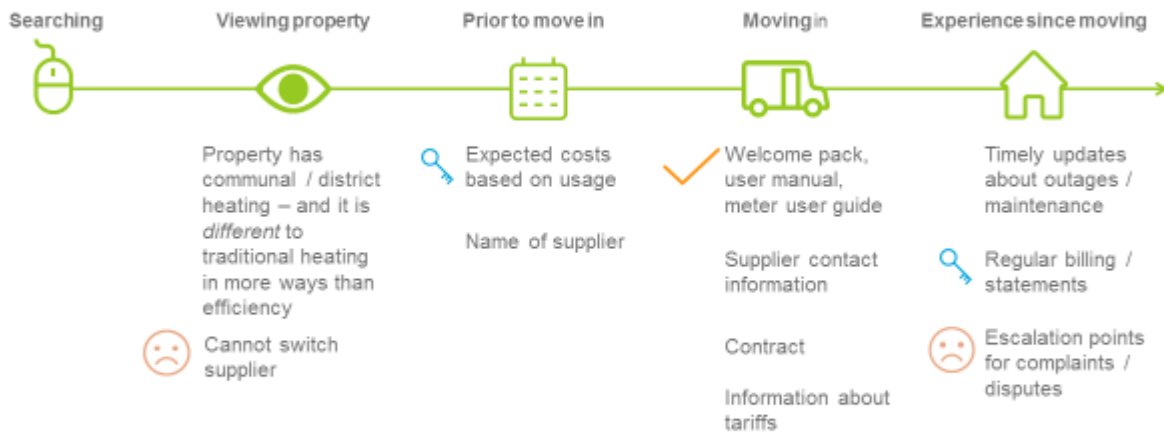 Searching
Viewing property
Prior to move in
Moving in
Experience since moving
Property has
communal / district
heating – and it is
different to
traditional heating
in more ways than
efficiency
Cannot switch
supplier
Expected costs
based on usage
Name of supplier
Welcome pack,
user manual,
meter user guide
Supplier contact
information
Contract
Information about
tariffs
Timely updates
about outages /
maintenance
Regular billing /
statements
Escalation points
for complaints /
disputes